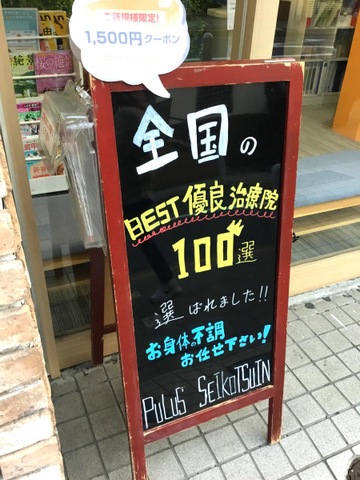 ご新規様限定!
1,500円クーポン
全国の
BEST優良治療院
100選
選ばれました!!
お身体の不調
お任せ下さい!
PULUS SEIKOTSUIN